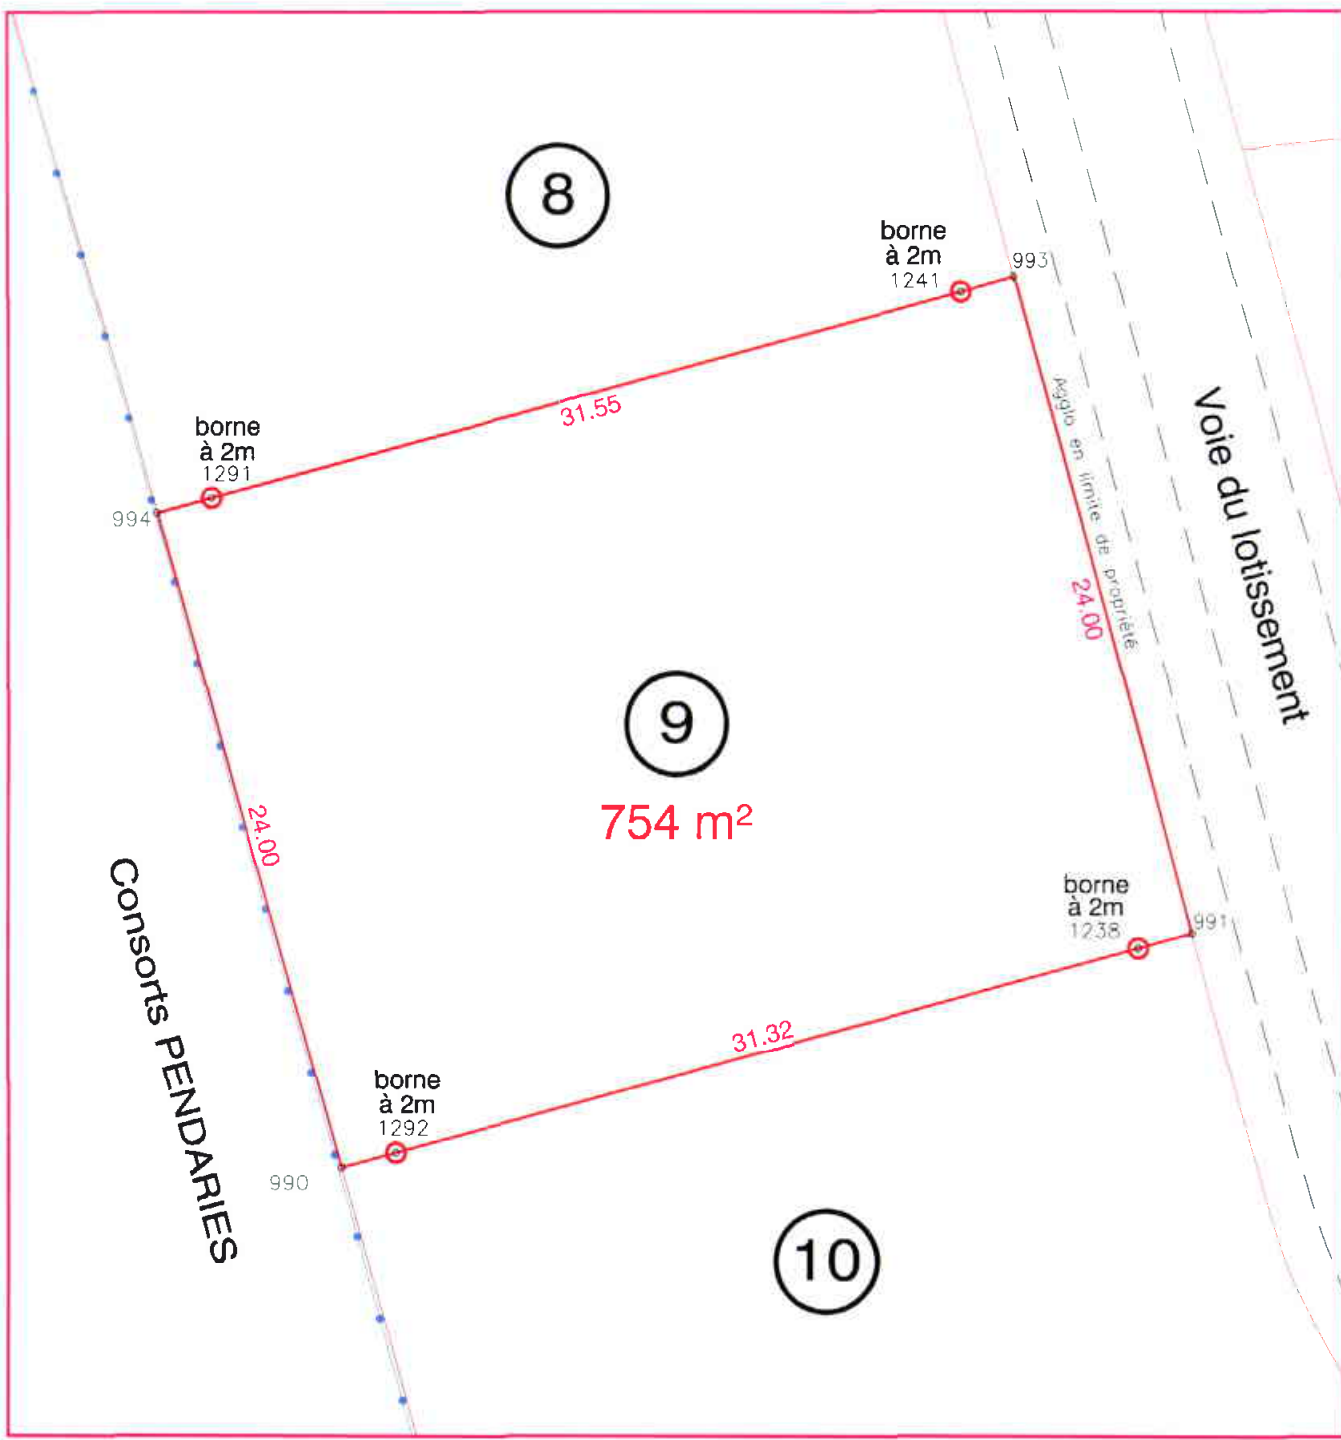 8
borne
à 2m
1241
993
31.55
borne
à 2m
1291
994
Agglo en limite de propriété
Voie du lotissement
24.00
9
754 m²
24.00
Consorts PENDARIES
borne
à 2m
1238
991
31.32
borne
à 2m
1292
990
10